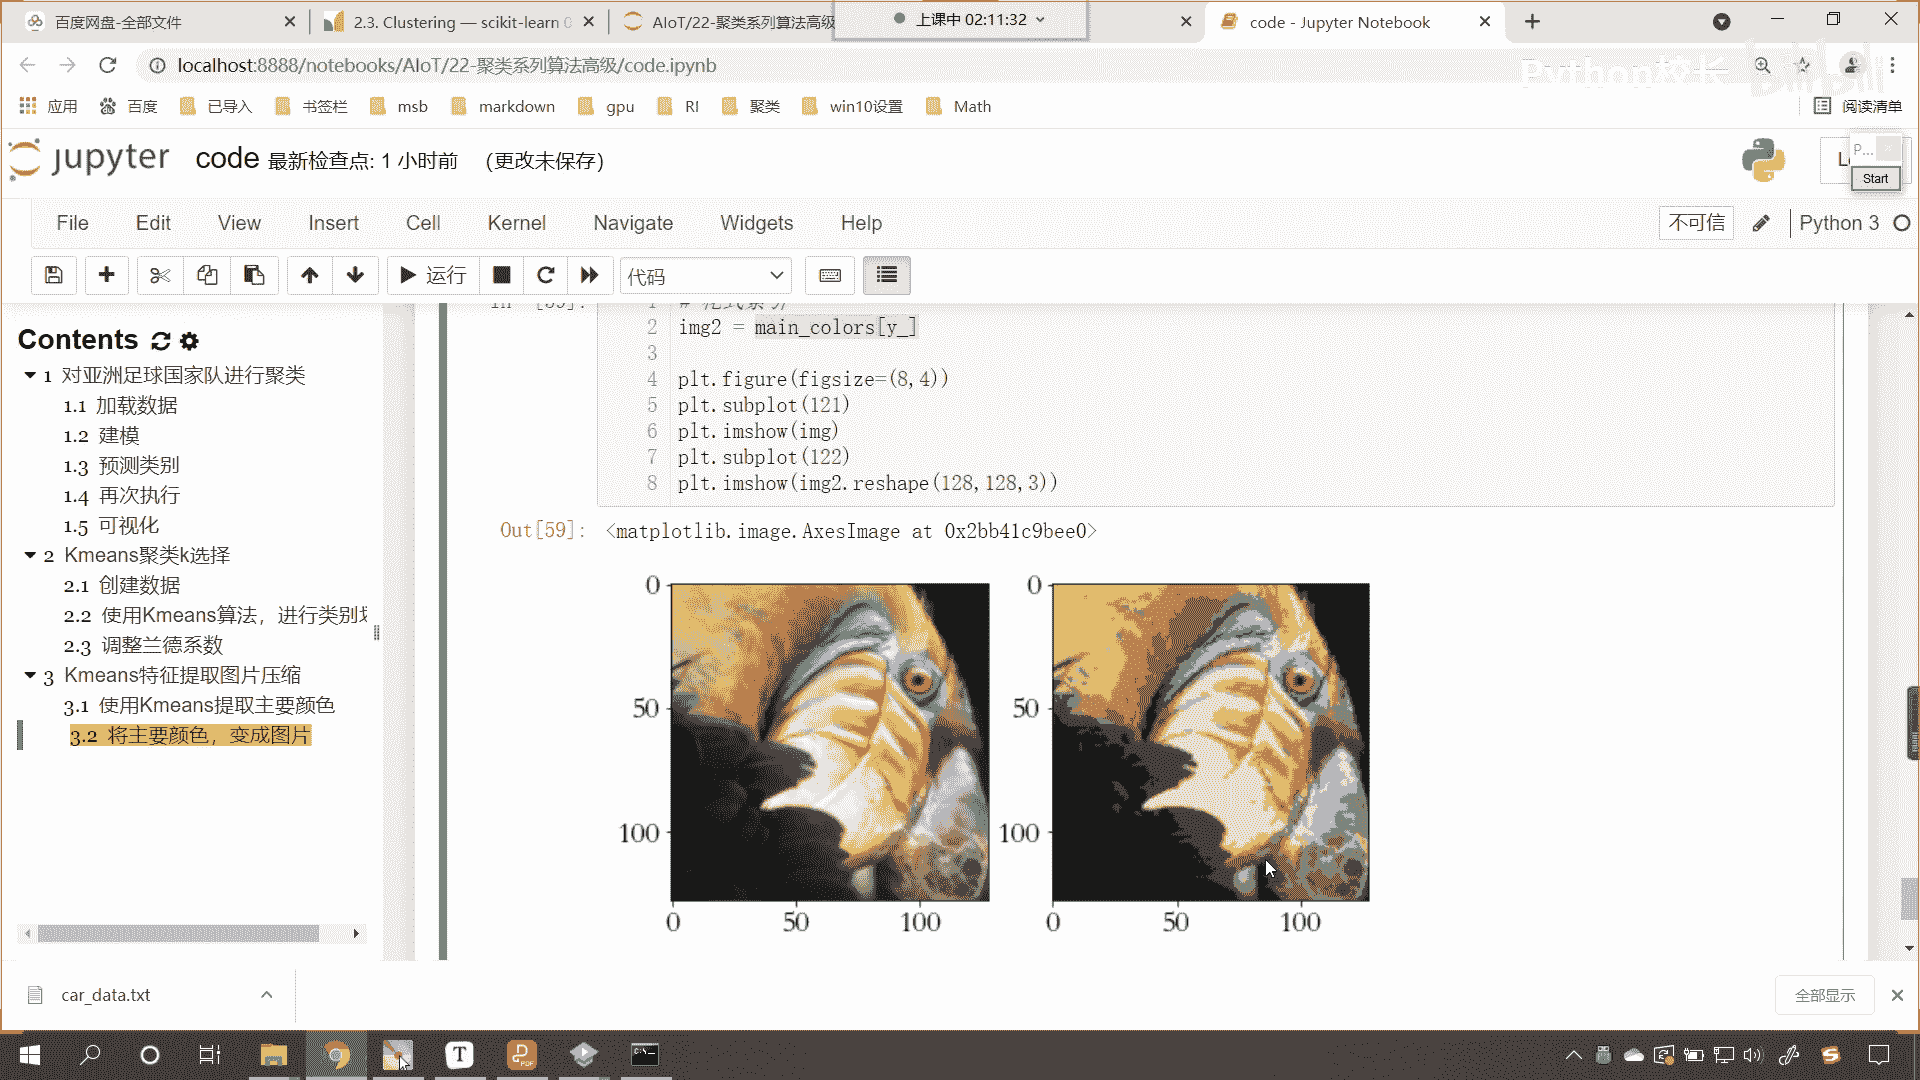 百度网盘-全部文件
2.3. Clustering — scikit-learn
AIoT/22-聚类系列算法高级
上课中 02:11:32
code - Jupyter Notebook
localhost:8888/notebooks/AIoT/22-聚类系列算法高级/code.ipynb
Python校长
bilibili
应用
百度
已导入
书签栏
msb
markdown
gpu
RI
聚类
win10设置
Math
阅读清单
jupyter
code 最新检查点: 1 小时前 (更改未保存)
P...
Start
File
Edit
View
Insert
Cell
Kernel
Navigate
Widgets
Help
不可信
Python 3
运行
代码
Contents
1 对亚洲足球国家队进行聚类
1.1 加载数据
1.2 建模
1.3 预测类别
1.4 再次执行
1.5 可视化
2 Kmeans聚类k选择
2.1 创建数据
2.2 使用Kmeans算法，进行类别
2.3 调整兰德系数
3 Kmeans特征提取图片压缩
3.1 使用Kmeans提取主要颜色
3.2 将主要颜色，变成图片
2 img2 = main_colors[y_]
3
4 plt.figure(figsize=(8,4))
5 plt.subplot(121)
6 plt.imshow(img)
7 plt.subplot(122)
8 plt.imshow(img2.reshape(128,128,3))
Out[59]: <matplotlib.image.AxesImage at 0x2bb41c9bee0>
0
50
100
0 50 100
0
50
100
0 50 100
car_data.txt
全部显示